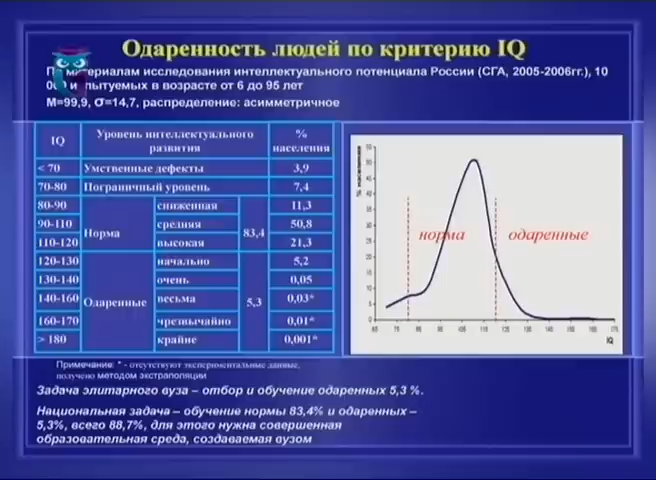 Одаренность людей по критерию IQ
По материалам исследования интеллектуального потенциала России (СГА, 2005-2006гг.), 10
испытуемых в возрасте от 6 до 95 лет
М=99,9, σ=14,7, распределение: асимметричное
IQ Уровень интеллектуального развития % населения
< 70 Умственные дефекты 3,9
70-80 Пограничный уровень 7,4
80-90 Норма сниженная 83,4 11,3
90-110 средняя 50,8
110-120 высокая 21,3
120-130 Одаренные начально 5,3 5,2
130-140 очень 0,05
140-160 весьма 0,03*
160-170 чрезвычайно 0,01*
> 180 крайне 0,001*
% населения
норма одаренные
IQ
Примечание: * - отсутствуют экспериментальные данные,
получено методом экстраполяции
Задача элитарного вуза – отбор и обучение одаренных 5,3 %.
Национальная задача – обучение нормы 83,4% и одаренных –
5,3%, всего 88,7%, для этого нужна совершенная
образовательная среда, создаваемая вузом